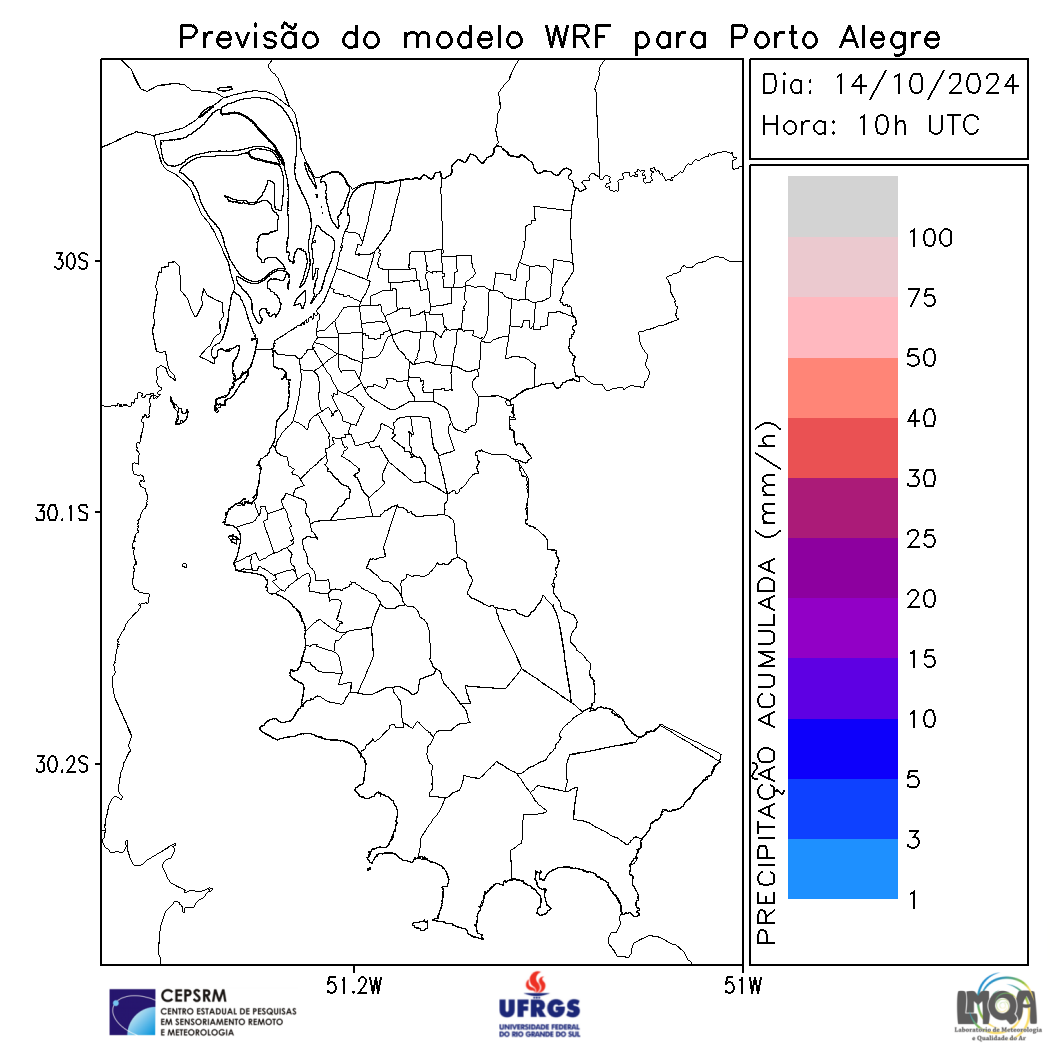 Previsão do modelo WRF para Porto Alegre
Dia: 14/10/2024
Hora: 10h UTC
30S
30.1S
30.2S
51.2W
51W
PRECIPITAÇÃO ACUMULADA (mm/h)
100
75
50
40
30
25
20
15
10
5
3
1
CEPSRM
CENTRO ESTADUAL DE PESQUISAS
EM SENSORIAMENTO REMOTO
E METEOROLOGIA
UFRGS
UNIVERSIDADE FEDERAL
DO RIO GRANDE DO SUL
LMQA
Laboratório de Meteorologia
e Qualidade do Ar